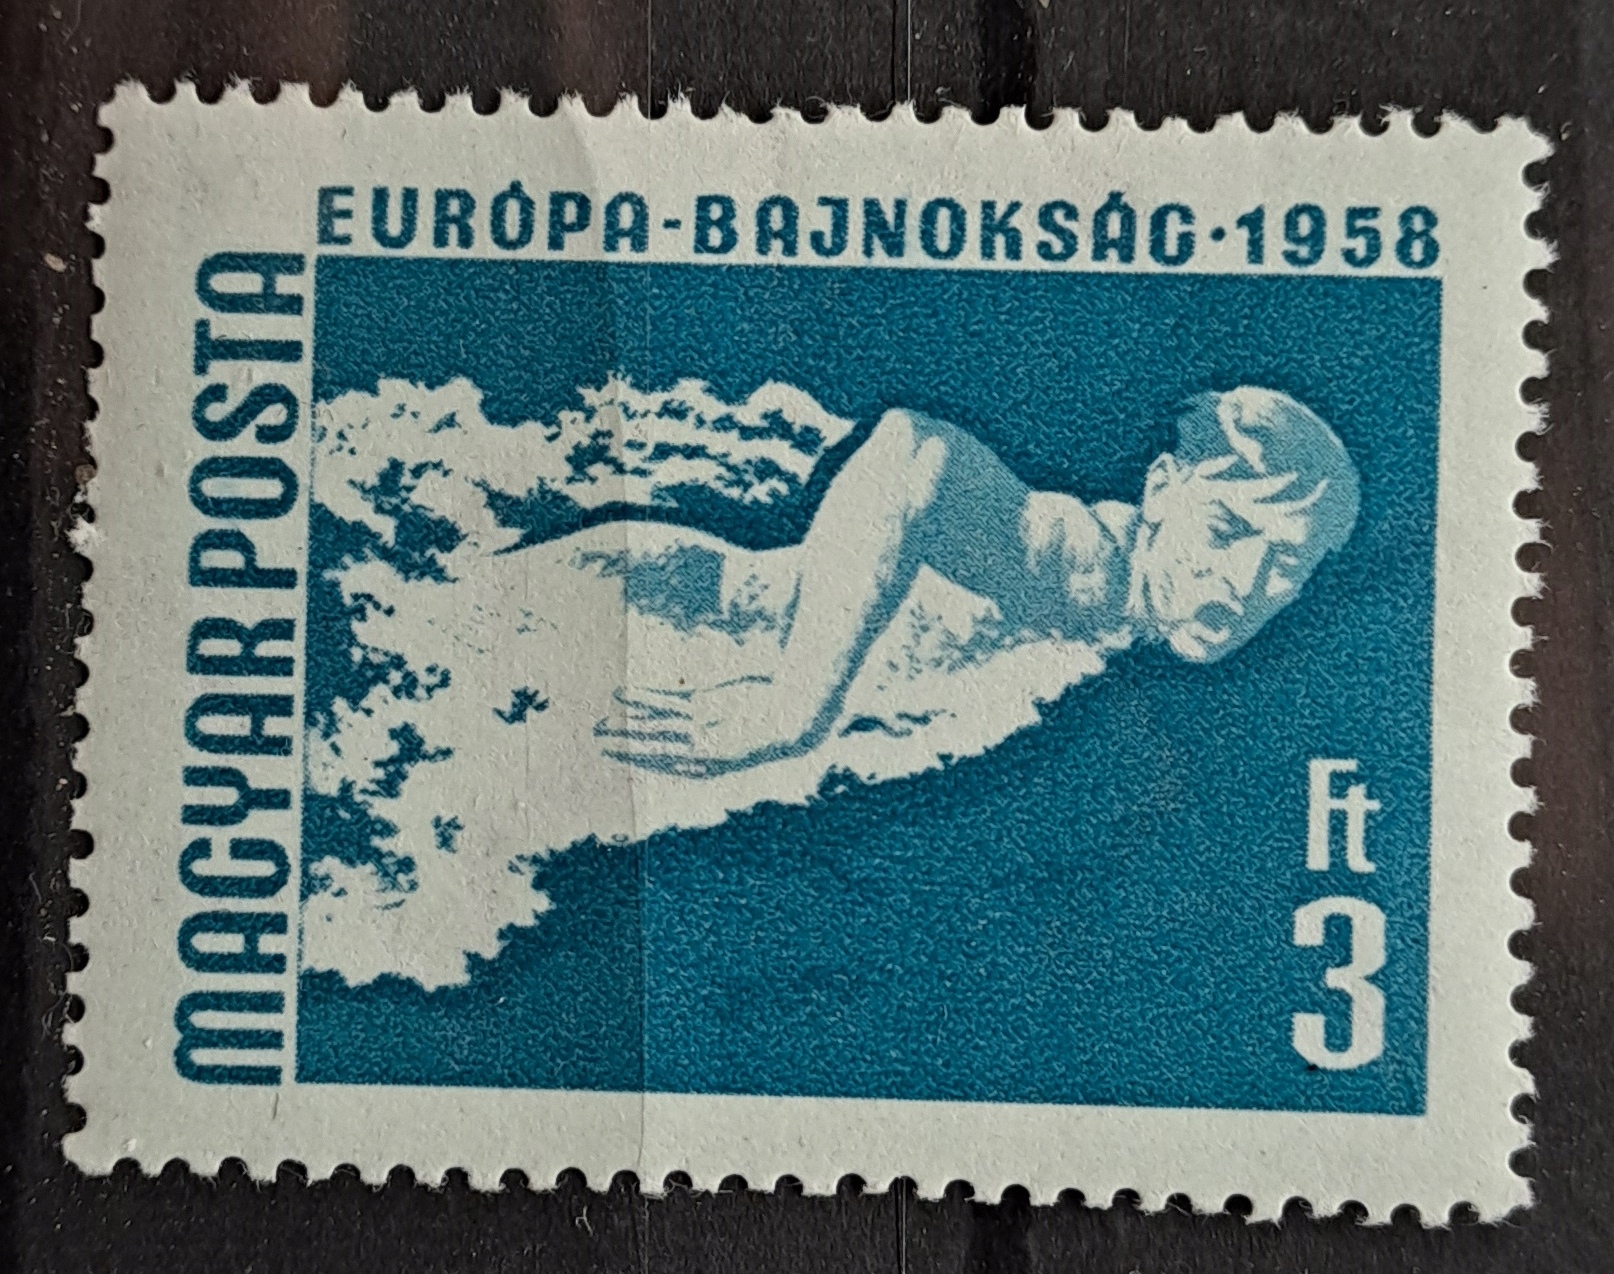 EURÓPA-BAJNOKSÁG·1958
MAGYAR POSTA
3 Ft